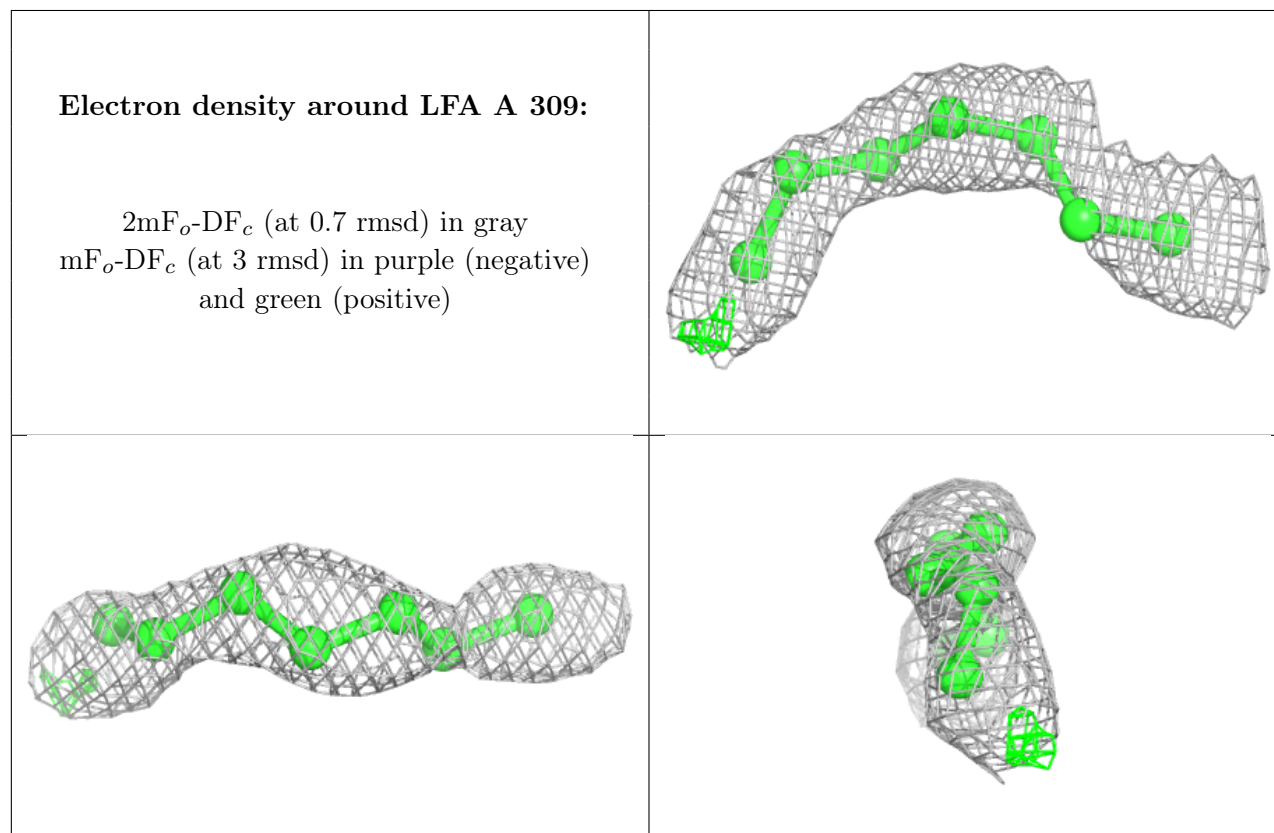 Electron density around LFA A 309:
2mFo-DFc (at 0.7 rmsd) in gray
mFo-DFc (at 3 rmsd) in purple (negative)
and green (positive)